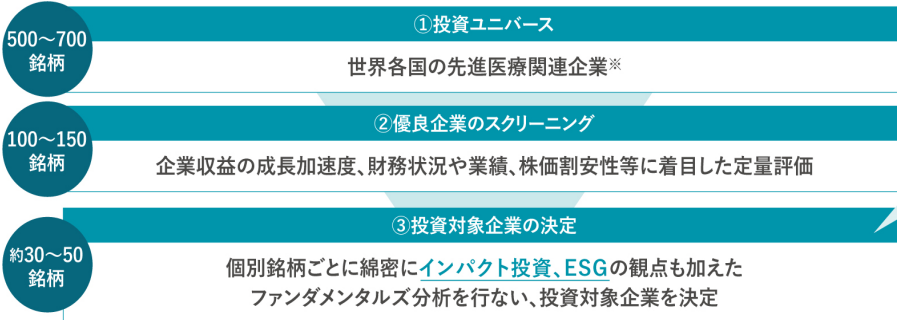 500〜700
銘柄
①投資ユニバース
世界各国の先進医療関連企業※
100〜150
銘柄
②優良企業のスクリーニング
企業収益の成長加速度、財務状況や業績、株価割安性等に着目した定量評価
約30〜50
銘柄
③投資対象企業の決定
個別銘柄ごとに綿密にインパクト投資、ESGの観点も加えた
ファンダメンタルズ分析を行ない、投資対象企業を決定